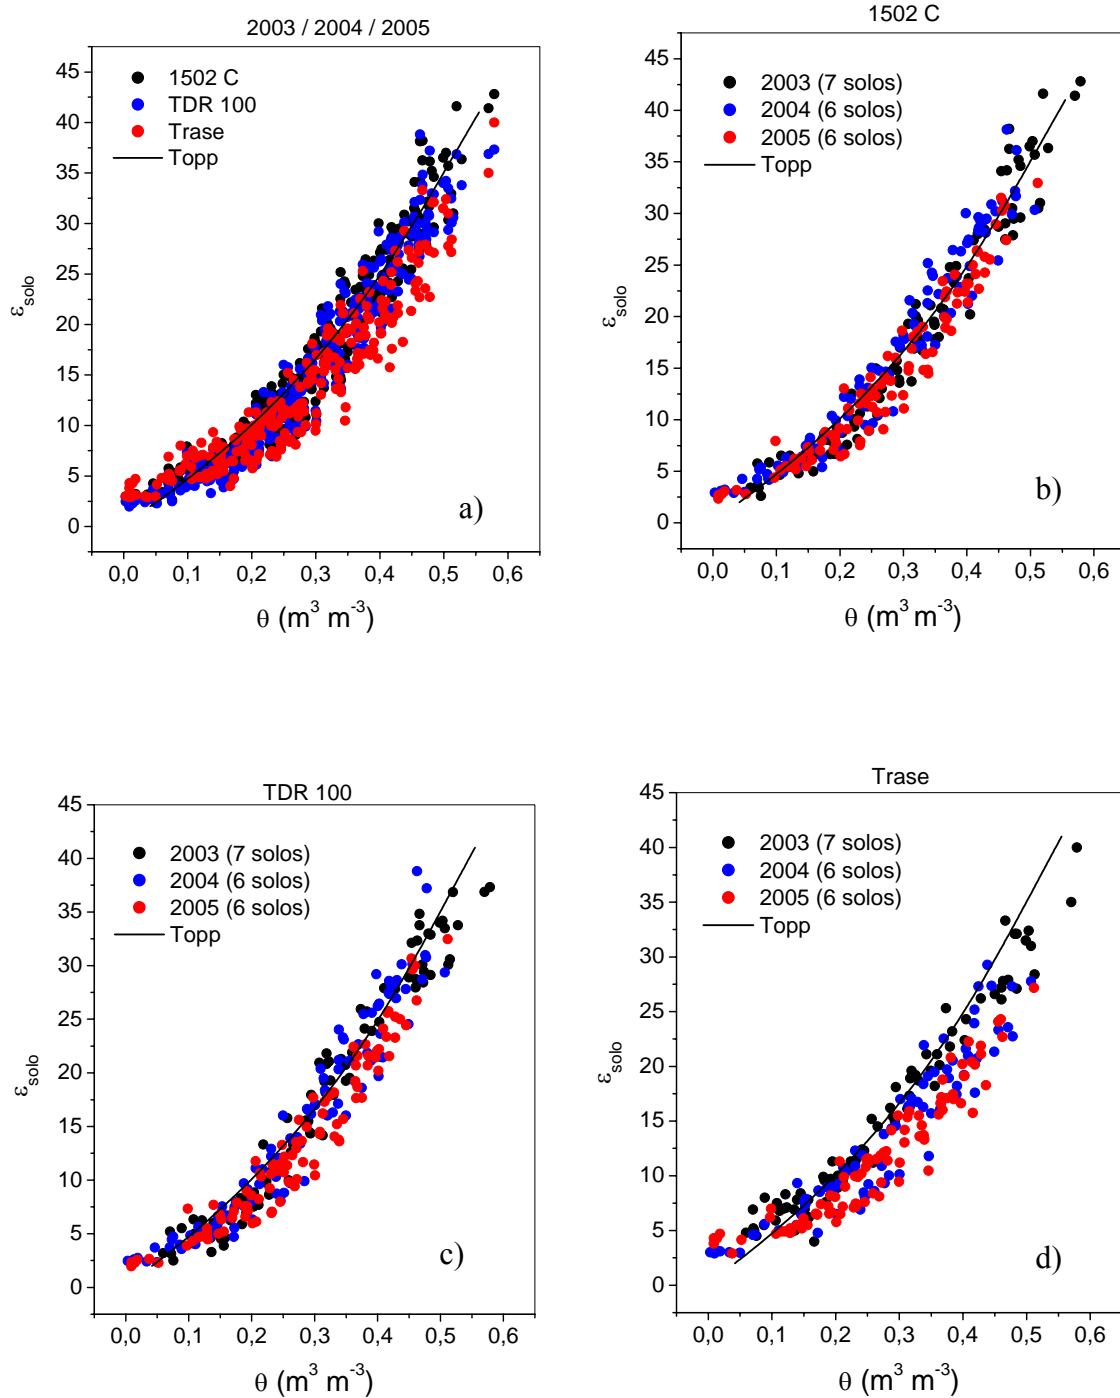 2003 / 2004 / 2005
45
40
35
30
25
20
15
10
5
0
1502 C
TDR 100
Trase
Topp
a)
ε_solo
0,0 0,1 0,2 0,3 0,4 0,5 0,6
θ (m³ m⁻³)
1502 C
45
40
35
30
25
20
15
10
5
0
2003 (7 solos)
2004 (6 solos)
2005 (6 solos)
Topp
b)
ε_solo
0,0 0,1 0,2 0,3 0,4 0,5 0,6
θ (m³ m⁻³)
TDR 100
45
40
35
30
25
20
15
10
5
0
2003 (7 solos)
2004 (6 solos)
2005 (6 solos)
Topp
c)
ε_solo
0,0 0,1 0,2 0,3 0,4 0,5 0,6
θ (m³ m⁻³)
Trase
45
40
35
30
25
20
15
10
5
0
2003 (7 solos)
2004 (6 solos)
2005 (6 solos)
Topp
d)
ε_solo
0,0 0,1 0,2 0,3 0,4 0,5 0,6
θ (m³ m⁻³)